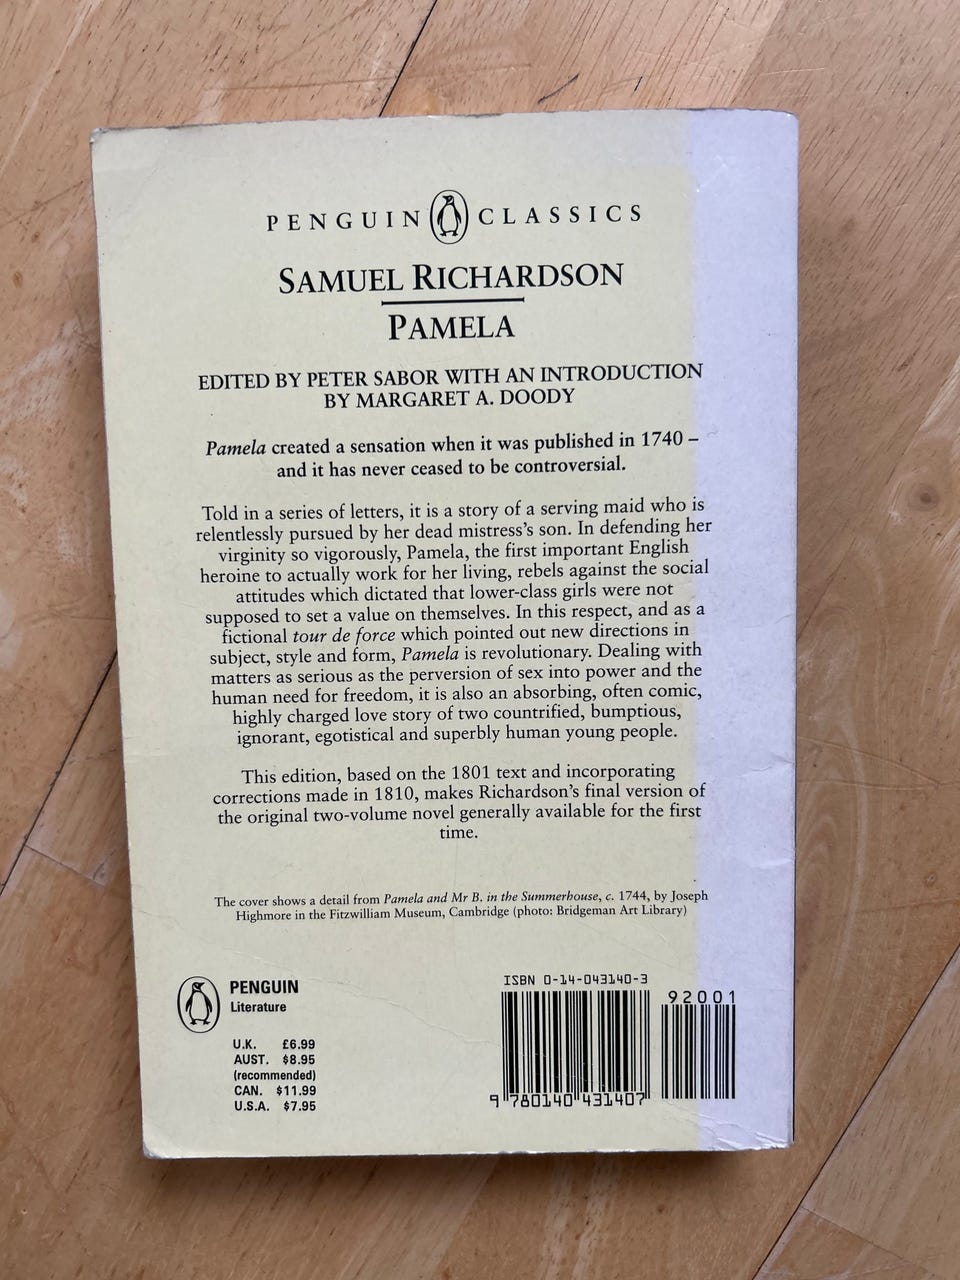 PENGUIN CLASSICS
SAMUEL RICHARDSON
PAMELA
EDITED BY PETER SABOR WITH AN INTRODUCTION
BY MARGARET A. DOODY
Pamela created a sensation when it was published in 1740 –
and it has never ceased to be controversial.
Told in a series of letters, it is a story of a serving maid who is
relentlessly pursued by her dead mistress's son. In defending her
virginity so vigorously, Pamela, the first important English
heroine to actually work for her living, rebels against the social
attitudes which dictated that lower-class girls were not
supposed to set a value on themselves. In this respect, and as a
fictional tour de force which pointed out new directions in
subject, style and form, Pamela is revolutionary. Dealing with
matters as serious as the perversion of sex into power and the
human need for freedom, it is also an absorbing, often comic,
highly charged love story of two countrified, bumptious,
ignorant, egotistical and superbly human young people.
This edition, based on the 1801 text and incorporating
corrections made in 1810, makes Richardson's final version of
the original two-volume novel generally available for the first
time.
The cover shows a detail from Pamela and Mr B. in the Summerhouse, c. 1744, by Joseph
Highmore in the Fitzwilliam Museum, Cambridge (photo: Bridgeman Art Library)
PENGUIN
Literature
U.K. £6.99
AUST. $8.95
(recommended)
CAN. $11.99
U.S.A. $7.95
ISBN 0-14-043140-3
92001
9 780140 431407